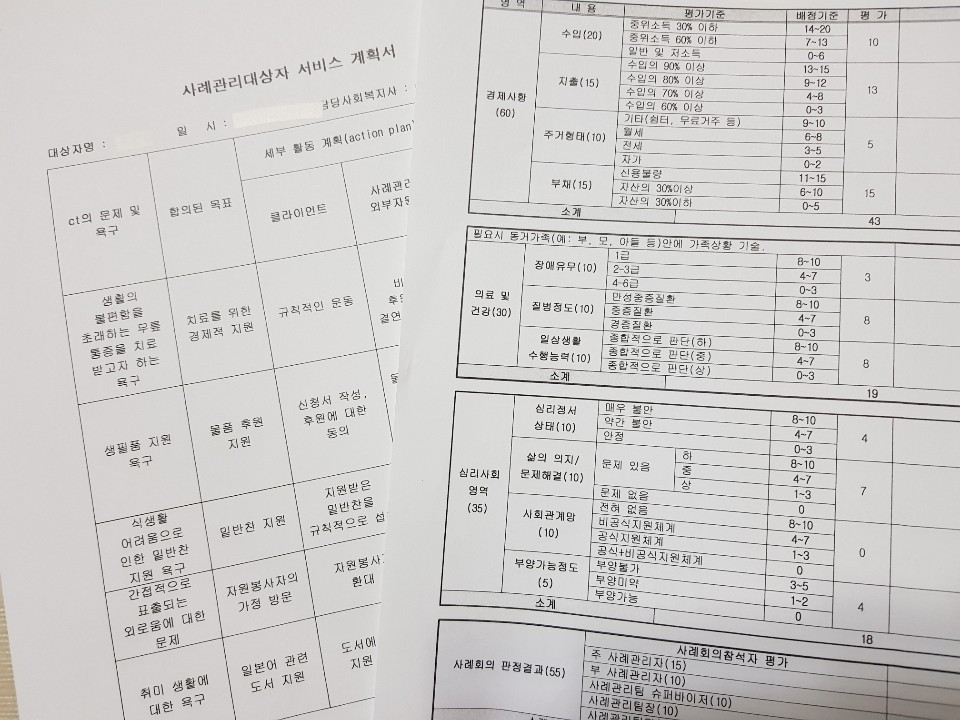 사례관리대상자 서비스 계획서
대상자명 :
일 시 :
담당사회복지사 :
ct의 문제 및
욕구
합의된 목표
세부 활동 계획(action plan)
클라이언트
생활의
불편함을
초래하는 무릎
통증을 치료
받고자 하는
욕구
치료를 위한
경제적 지원
규칙적인 운동
생필품 지원
욕구
물품 후원
지원
신청서 작성,
후원에 대한
동의
식생활
어려움으로
인한 밑반찬
지원 욕구
밑반찬 지원
지원받은
밑반찬을
규칙적으로 섭
간접적으로
표출되는
외로움에 대한
문제
자원봉사자의
가정 방문
자원봉사
환대
취미 생활에
대한 욕구
일본어 관련
도서 지원
도서에
지원
영 역 내 용 평가기준 배점기준 평 가
경제사항
(60)
수입(20)
중위소득 30% 이하 14~20
중위소득 60% 이하 7~13
일반 및 저소득 0~6
10
지출(15)
수입의 90% 이상 13~15
수입의 80% 이상 9~12
수입의 70% 이상 4~8
수입의 60% 이상 0~3
13
주거형태(10)
기타(쉼터, 무료거주 등) 9~10
월세 6~8
전세 3~5
자가 0~2
5
부채(15)
신용불량 11~15
자산의 30%이상 6~10
자산의 30%이하 0~5
15
소계 43
필요시 동거가족(예: 부, 모, 아들 등)안에 가족상황 기술.
의료 및
건강(30)
장애유무(10)
1급 8~10
2-3급 4~7
4-6급 0~3
3
질병정도(10)
만성중증질환 8~10
중증질환 4~7
경증질환 0~3
8
일상생활
수행능력(10)
종합적으로 판단(하) 8~10
종합적으로 판단(중) 4~7
종합적으로 판단(상) 0~3
8
소계 19
심리사회
영역
(35)
심리정서
상태(10)
매우 불안 8~10
약간 불안 4~7
안정 0~3
4
삶의 의지/
문제해결(10)
문제 있음
하 8~10
중 4~7
상 1~3
문제 없음 0
7
사회관계망
(10)
전혀 없음 8~10
비공식지원체계 4~7
공식지원체계 1~3
공식+비공식지원체계 0
0
부양가능정도
(5)
부양불가 3~5
부양미약 1~2
부양가능 0
4
소계 18
사례회의 판정결과(55)
사례회의참석자 평가
주 사례관리자(15)
부 사례관리자(10)
사례관리팀 슈퍼바이저(10)
사례관리팀장(10)